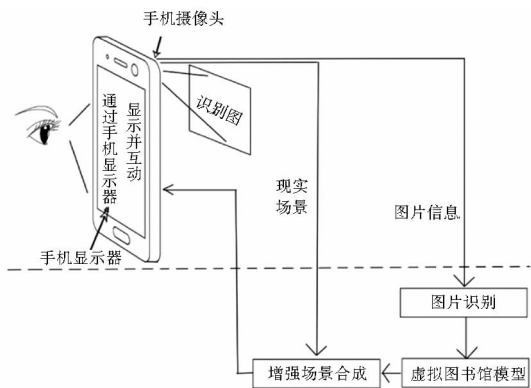 手机摄像头
识别图
通过手机显示器
显示并互动
现实
场景
图片信息
手机显示器
图片识别
增强场景合成
虚拟图书馆模型